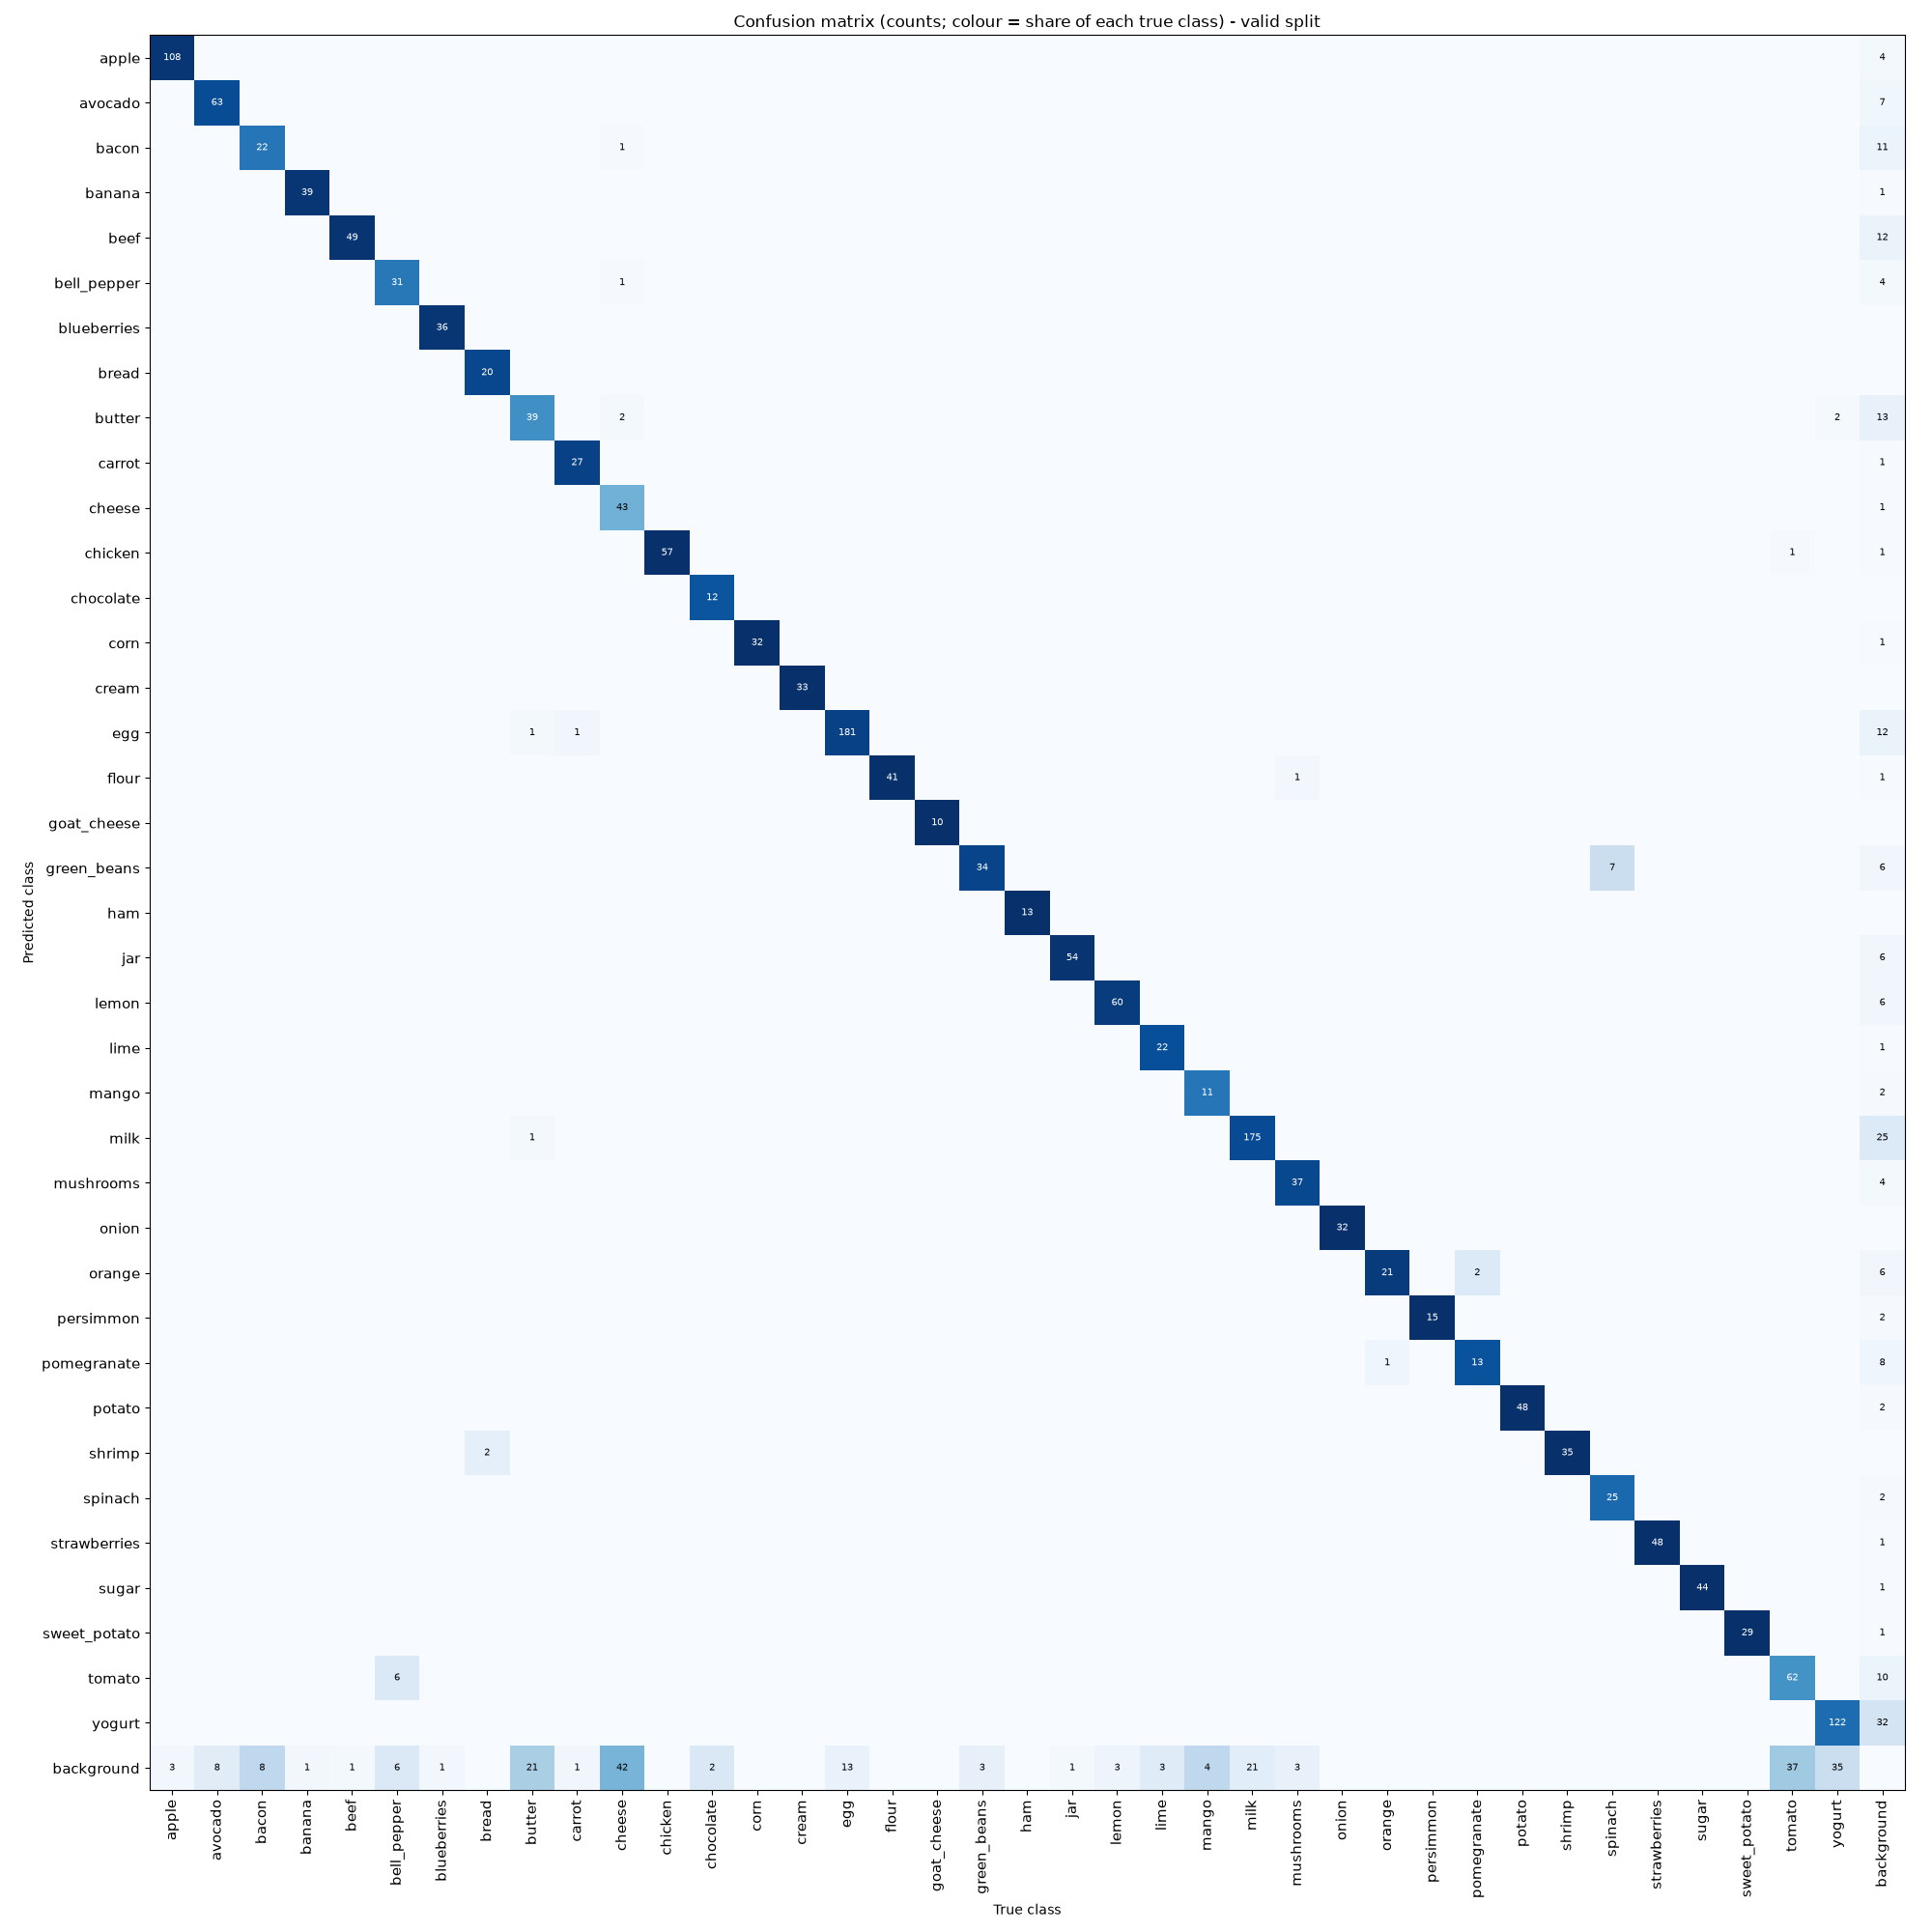 Confusion matrix (counts; colour = share of each true class) - valid split
Predicted class
apple 108 4
avocado 63 7
bacon 22 1 11
banana 39 1
beef 49 12
bell_pepper 31 1 4
blueberries 36
bread 20
butter 39 2 2 13
carrot 27 1
cheese 43 1
chicken 57 1 1
chocolate 12
corn 32 1
cream 33
egg 1 1 181 12
flour 41 1 1
goat_cheese 10
green_beans 34 7 6
ham 13
jar 54 6
lemon 60 6
lime 22 1
mango 11 2
milk 1 175 25
mushrooms 37 4
onion 32
orange 21 2 6
persimmon 15 2
pomegranate 1 13 8
potato 48 2
shrimp 2 35
spinach 25 2
strawberries 48 1
sugar 44 1
sweet_potato 29 1
tomato 6 62 10
yogurt 122 32
background 3 8 8 1 1 6 1 21 1 42 2 13 3 1 3 3 4 21 3 37 35
apple avocado bacon banana beef bell_pepper blueberries bread butter carrot cheese chicken chocolate corn cream egg flour goat_cheese green_beans ham jar lemon lime mango milk mushrooms onion orange persimmon pomegranate potato shrimp spinach strawberries sugar sweet_potato tomato yogurt background
True class